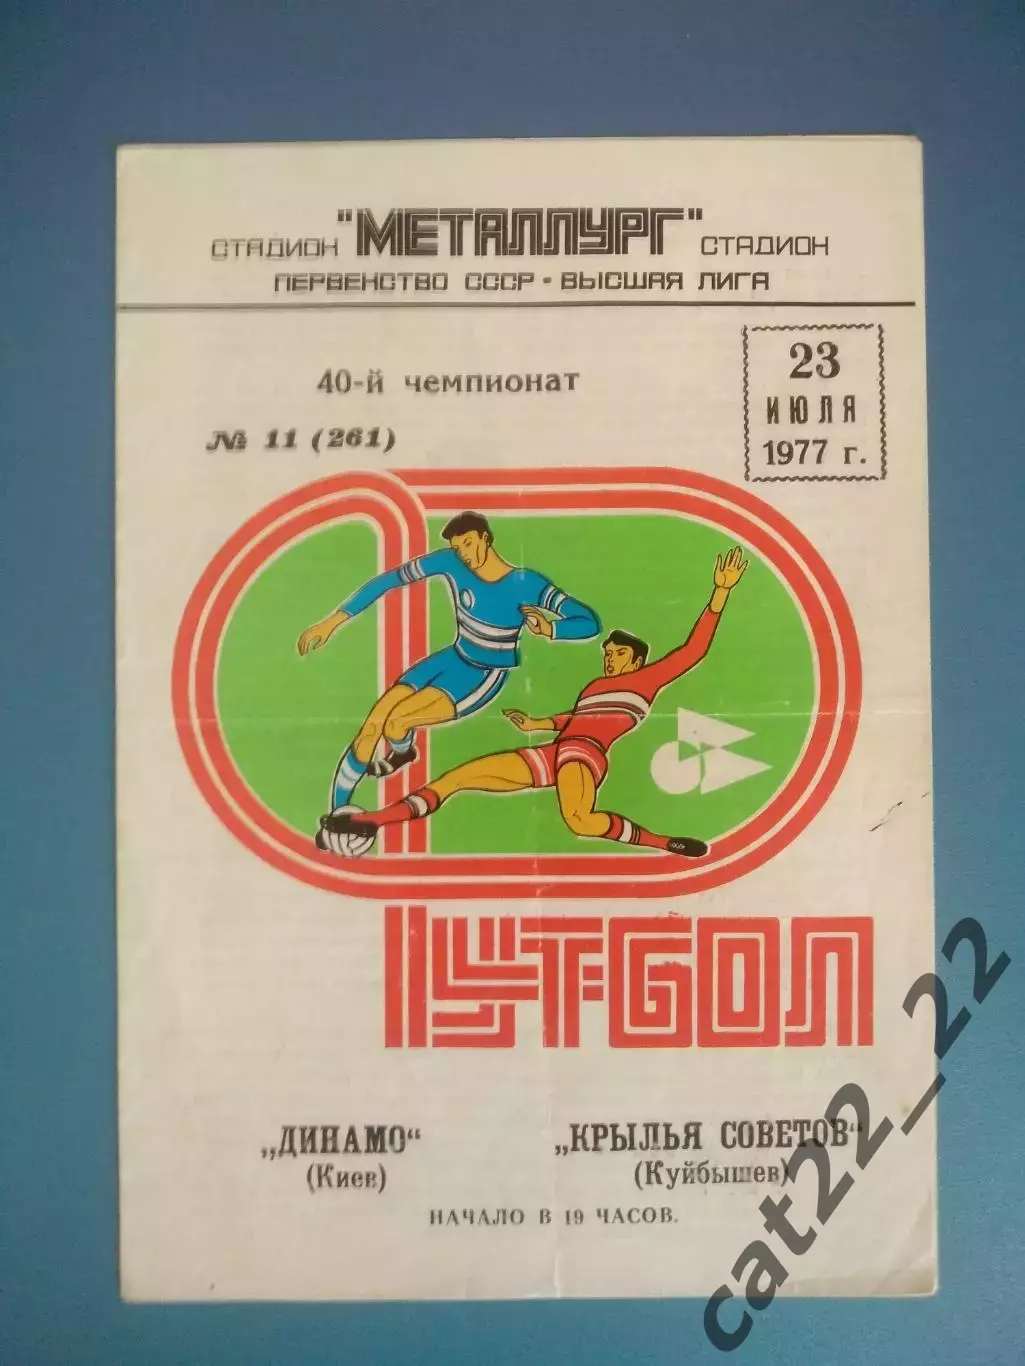 СТАДИОН "МЕТАЛЛУРГ" СТАДИОН
ПЕРВЕНСТВО СССР · ВЫСШАЯ ЛИГА
40-й чемпионат
№ 11 (261)
23
ИЮЛЯ
1977 г.
ФУТБОЛ
„ДИНАМО“
(Киев)
„КРЫЛЬЯ СОВЕТОВ“
(Куйбышев)
НАЧАЛО В 19 ЧАСОВ.
cat22_22